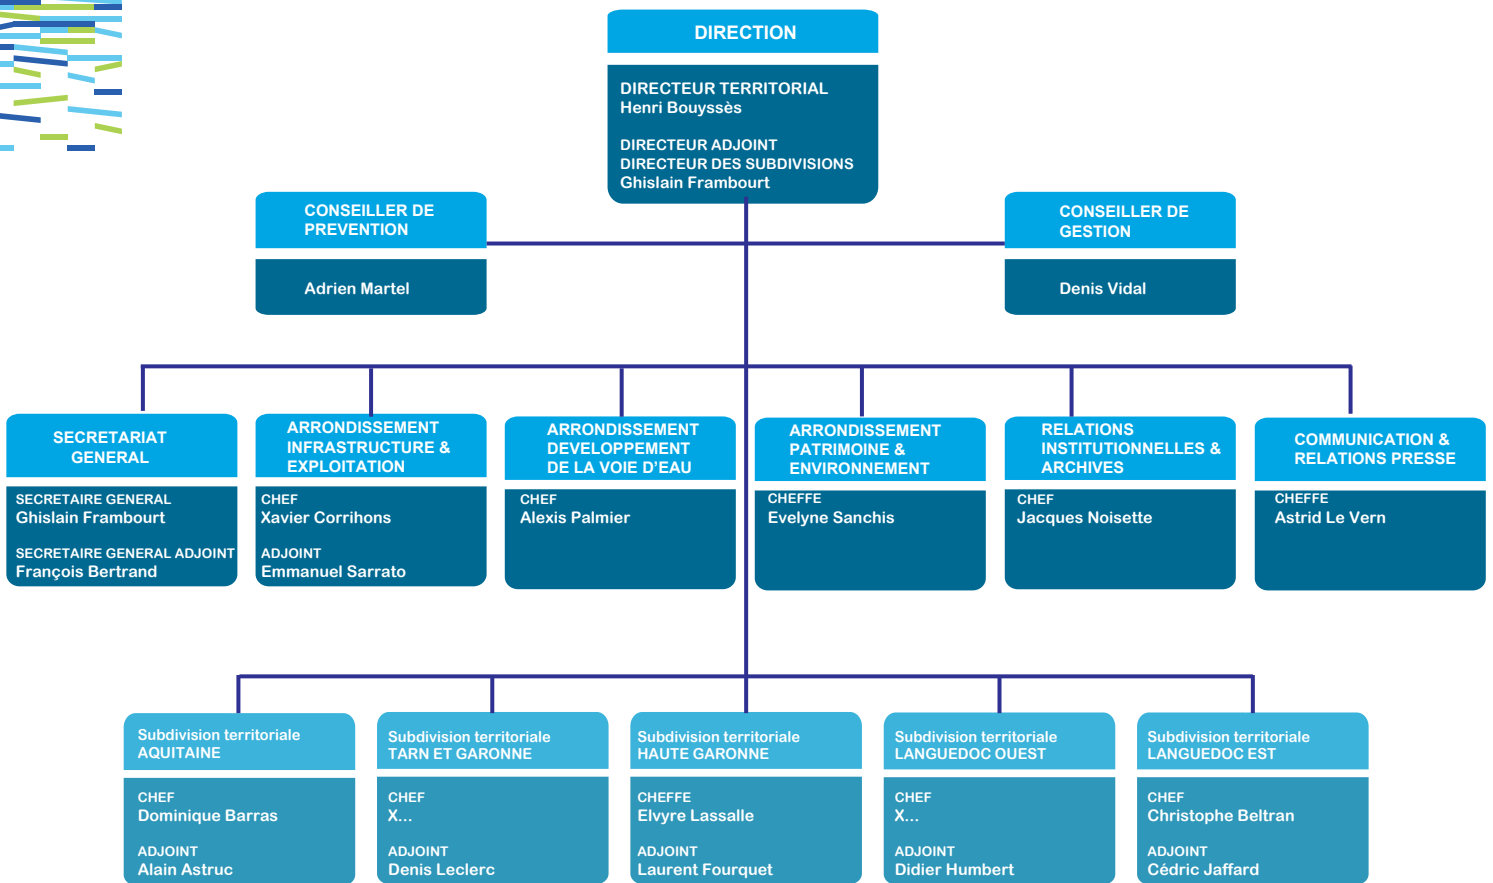 DIRECTION
DIRECTEUR TERRITORIAL
Henri Bouyssès
DIRECTEUR ADJOINT
DIRECTEUR DES SUBDIVISIONS
Ghislain Frambourt
CONSEILLER DE
PREVENTION
Adrien Martel
CONSEILLER DE
GESTION
Denis Vidal
SECRETARIAT
GENERAL
SECRETAIRE GENERAL
Ghislain Frambourt
SECRETAIRE GENERAL ADJOINT
François Bertrand
ARRONDISSEMENT
INFRASTRUCTURE &
EXPLOITATION
CHEF
Xavier Corrihons
ADJOINT
Emmanuel Sarrato
ARRONDISSEMENT
DEVELOPPEMENT
DE LA VOIE D'EAU
CHEF
Alexis Palmier
ARRONDISSEMENT
PATRIMOINE &
ENVIRONNEMENT
CHEFFE
Evelyne Sanchis
RELATIONS
INSTITUTIONNELLES &
ARCHIVES
CHEF
Jacques Noisette
COMMUNICATION &
RELATIONS PRESSE
CHEFFE
Astrid Le Vern
Subdivision territoriale
AQUITAINE
CHEF
Dominique Barras
ADJOINT
Alain Astruc
Subdivision territoriale
TARN ET GARONNE
CHEF
X...
ADJOINT
Denis Leclerc
Subdivision territoriale
HAUTE GARONNE
CHEFFE
Elvyre Lassalle
ADJOINT
Laurent Fourquet
Subdivision territoriale
LANGUEDOC OUEST
CHEF
X...
ADJOINT
Didier Humbert
Subdivision territoriale
LANGUEDOC EST
CHEF
Christophe Beltran
ADJOINT
Cédric Jaffard